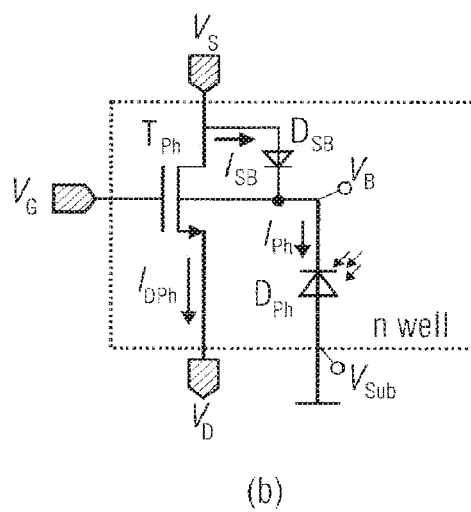 V_S
T_Ph
D_SB
I_SB
V_B
V_G
I_Ph
I_DPh
D_Ph
n well
V_Sub
V_D
(b)